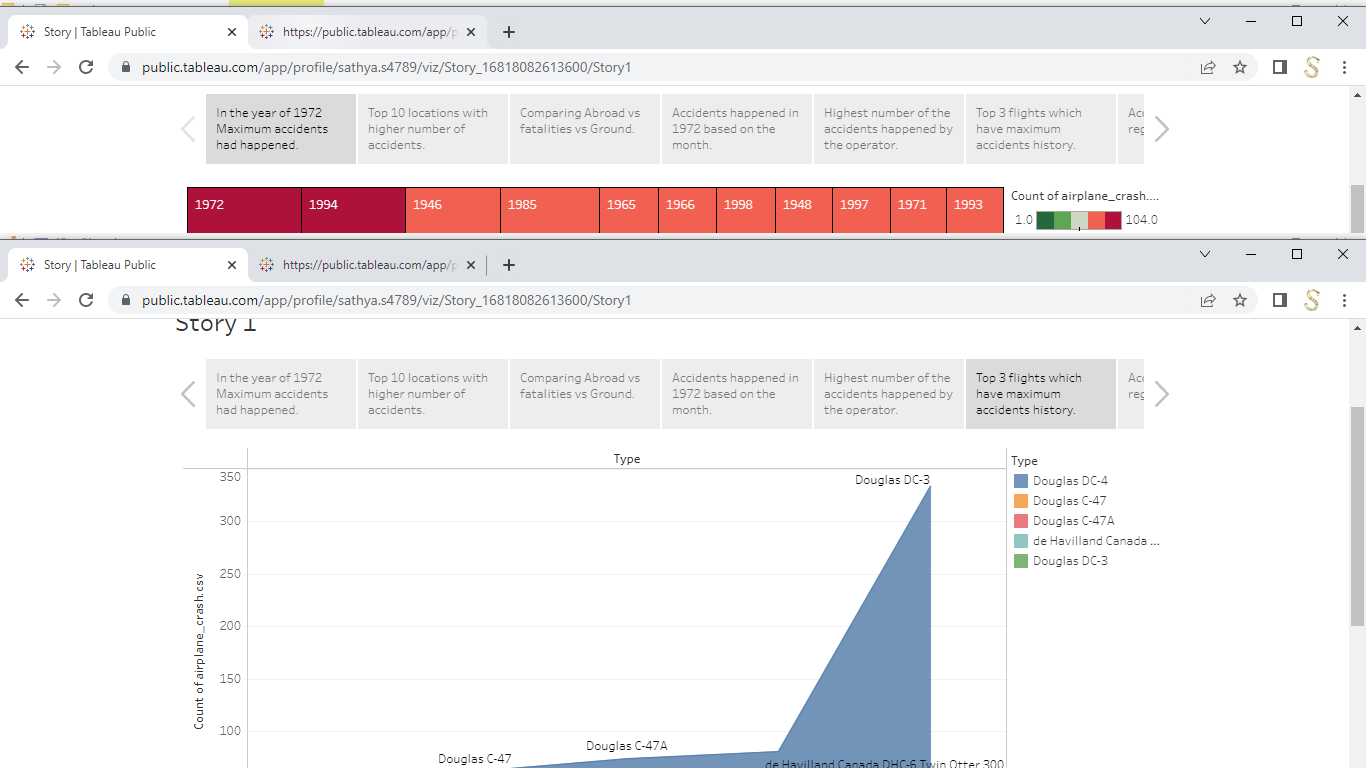 Story | Tableau Public
https://public.tableau.com/app/p
public.tableau.com/app/profile/sathya.s4789/viz/Story_16818082613600/Story1
In the year of 1972
Maximum accidents
had happened.
Top 10 locations with
higher number of
accidents.
Comparing Abroad vs
fatalities vs Ground.
Accidents happened in
1972 based on the
month.
Highest number of the
accidents happened by
the operator.
Top 3 flights which
have maximum
accidents history.
Acc
reg
1972
1994
1946
1985
1965
1966
1998
1948
1997
1971
1993
Count of airplane_crash....
1.0
104.0
Story | Tableau Public
https://public.tableau.com/app/p
public.tableau.com/app/profile/sathya.s4789/viz/Story_16818082613600/Story1
Story 1
In the year of 1972
Maximum accidents
had happened.
Top 10 locations with
higher number of
accidents.
Comparing Abroad vs
fatalities vs Ground.
Accidents happened in
1972 based on the
month.
Highest number of the
accidents happened by
the operator.
Top 3 flights which
have maximum
accidents history.
Acc
reg
Type
350
300
250
200
150
100
Count of airplane_crash.csv
Douglas DC-3
Douglas C-47A
Douglas C-47
de Havilland Canada DHC-6 Twin Otter 300
Type
Douglas DC-4
Douglas C-47
Douglas C-47A
de Havilland Canada ...
Douglas DC-3